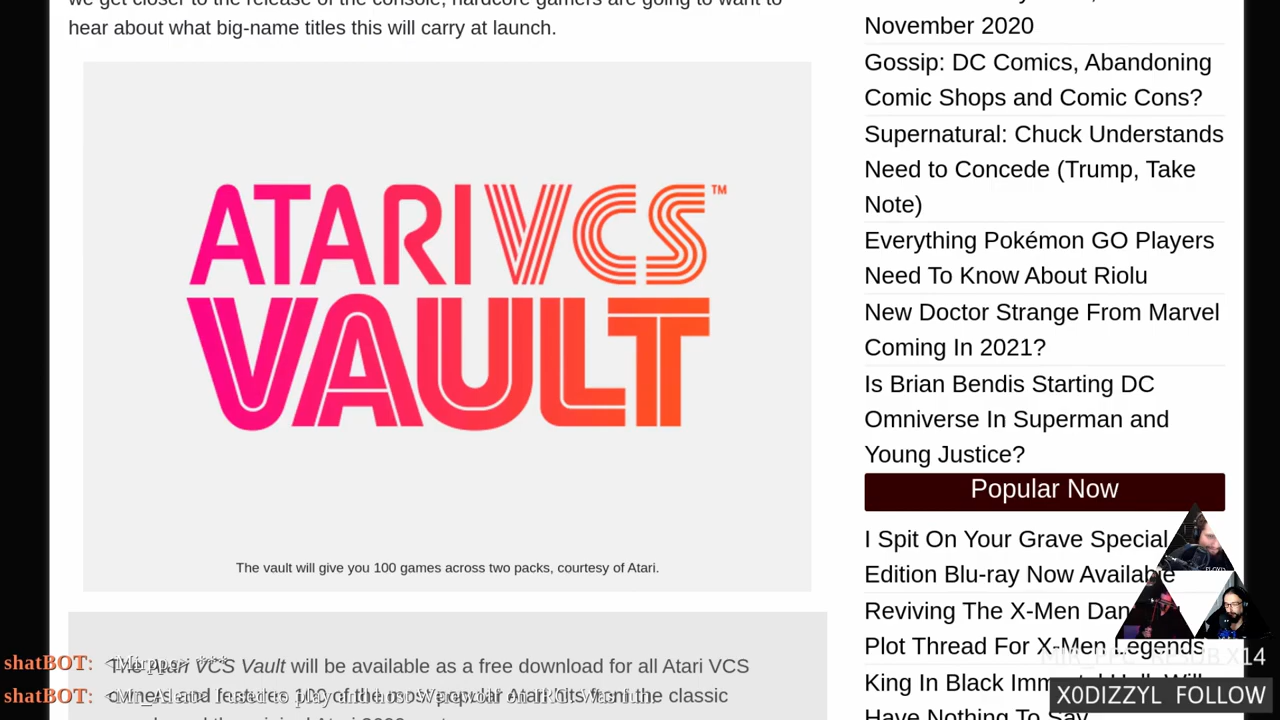 we get closer to the release of the console, hardcore gamers are going to want to
hear about what big-name titles this will carry at launch.
ATARI VCS™
VAULT
The vault will give you 100 games across two packs, courtesy of Atari.
The Atari VCS Vault will be available as a free download for all Atari VCS
owners and features 100 of the most popular Atari hits from the classic
November 2020
Gossip: DC Comics, Abandoning
Comic Shops and Comic Cons?
Supernatural: Chuck Understands
Need to Concede (Trump, Take
Note)
Everything Pokémon GO Players
Need To Know About Riolu
New Doctor Strange From Marvel
Coming In 2021?
Is Brian Bendis Starting DC
Omniverse In Superman and
Young Justice?
Popular Now
I Spit On Your Grave Special
Edition Blu-ray Now Available
Reviving The X-Men
Plot Thread For X-Men Legends
King In Black
Have Nothing To Say
shatBOT:
shatBOT:
X14
X0DIZZYL FOLLOW